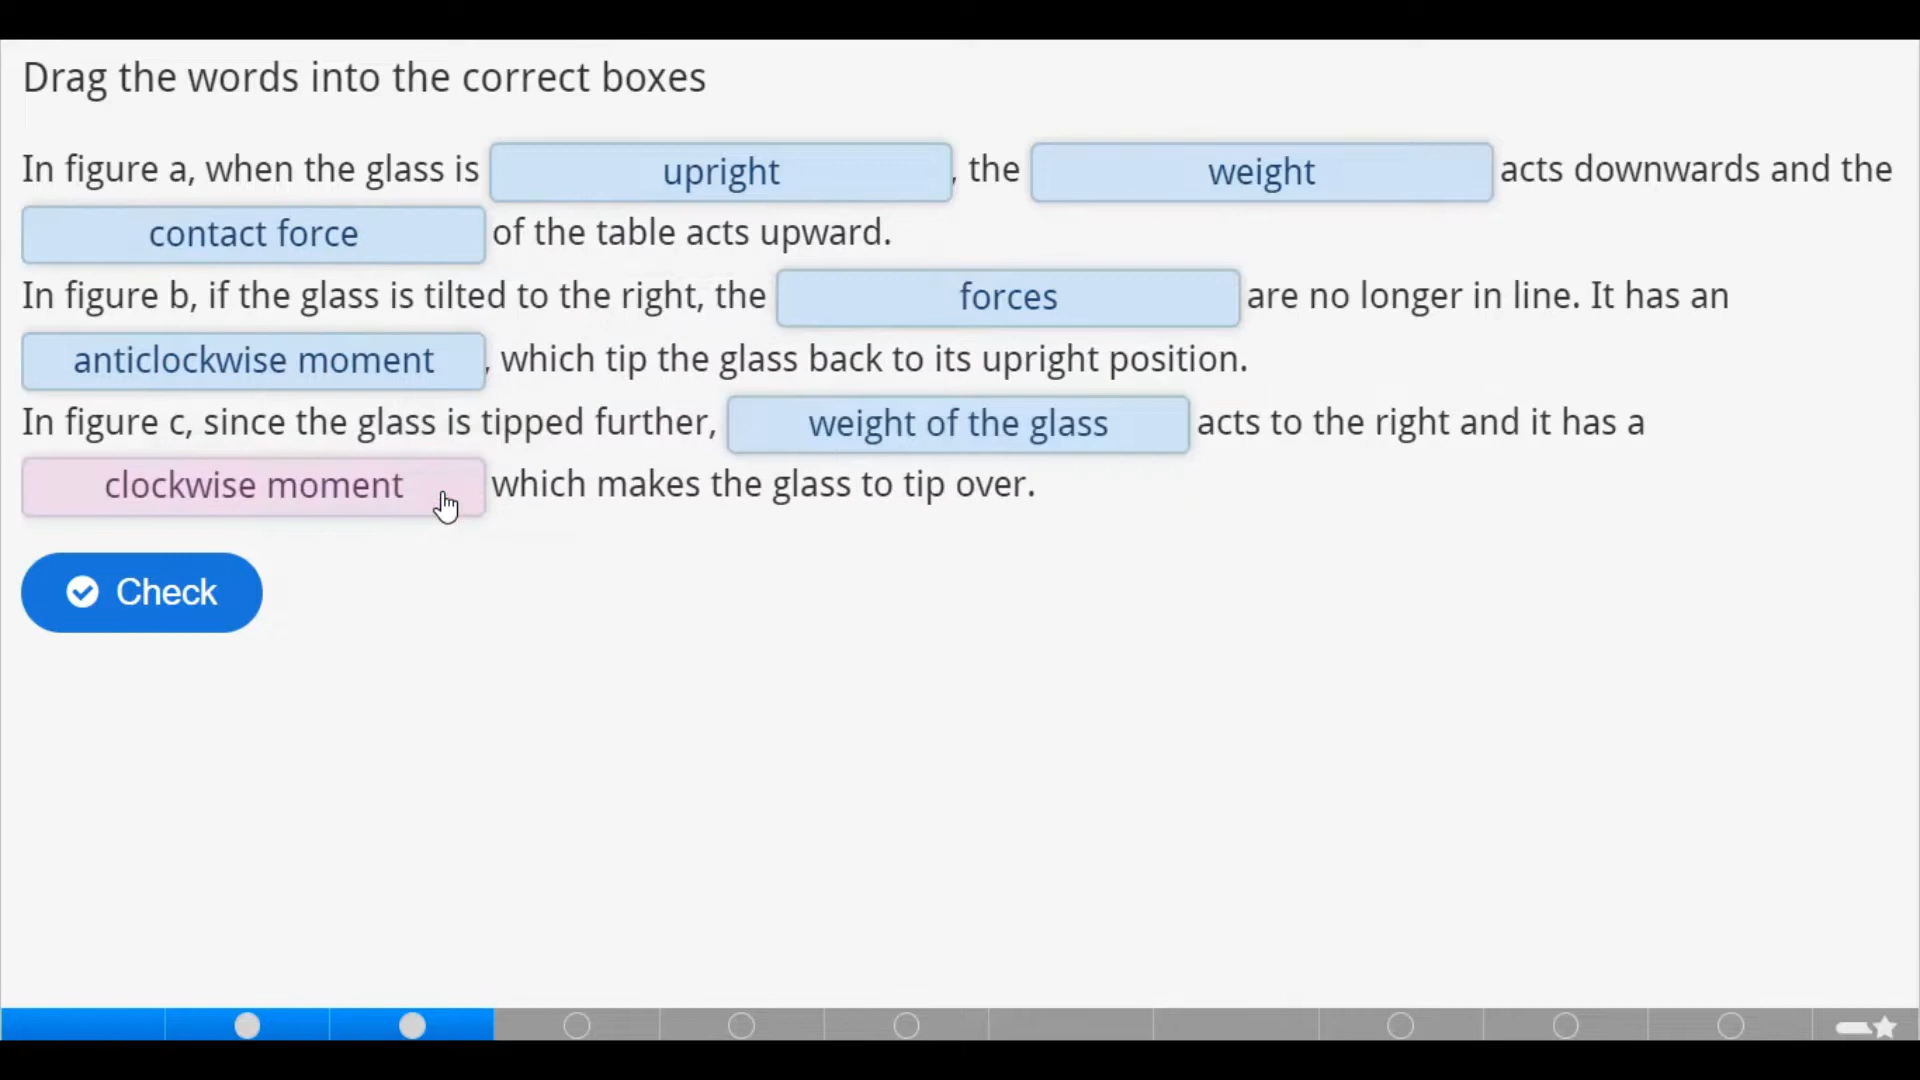 Drag the words into the correct boxes
In figure a, when the glass is upright, the weight acts downwards and the
contact force of the table acts upward.
In figure b, if the glass is tilted to the right, the forces are no longer in line. It has an
anticlockwise moment, which tip the glass back to its upright position.
In figure c, since the glass is tipped further, weight of the glass acts to the right and it has a
clockwise moment which makes the glass to tip over.
Check